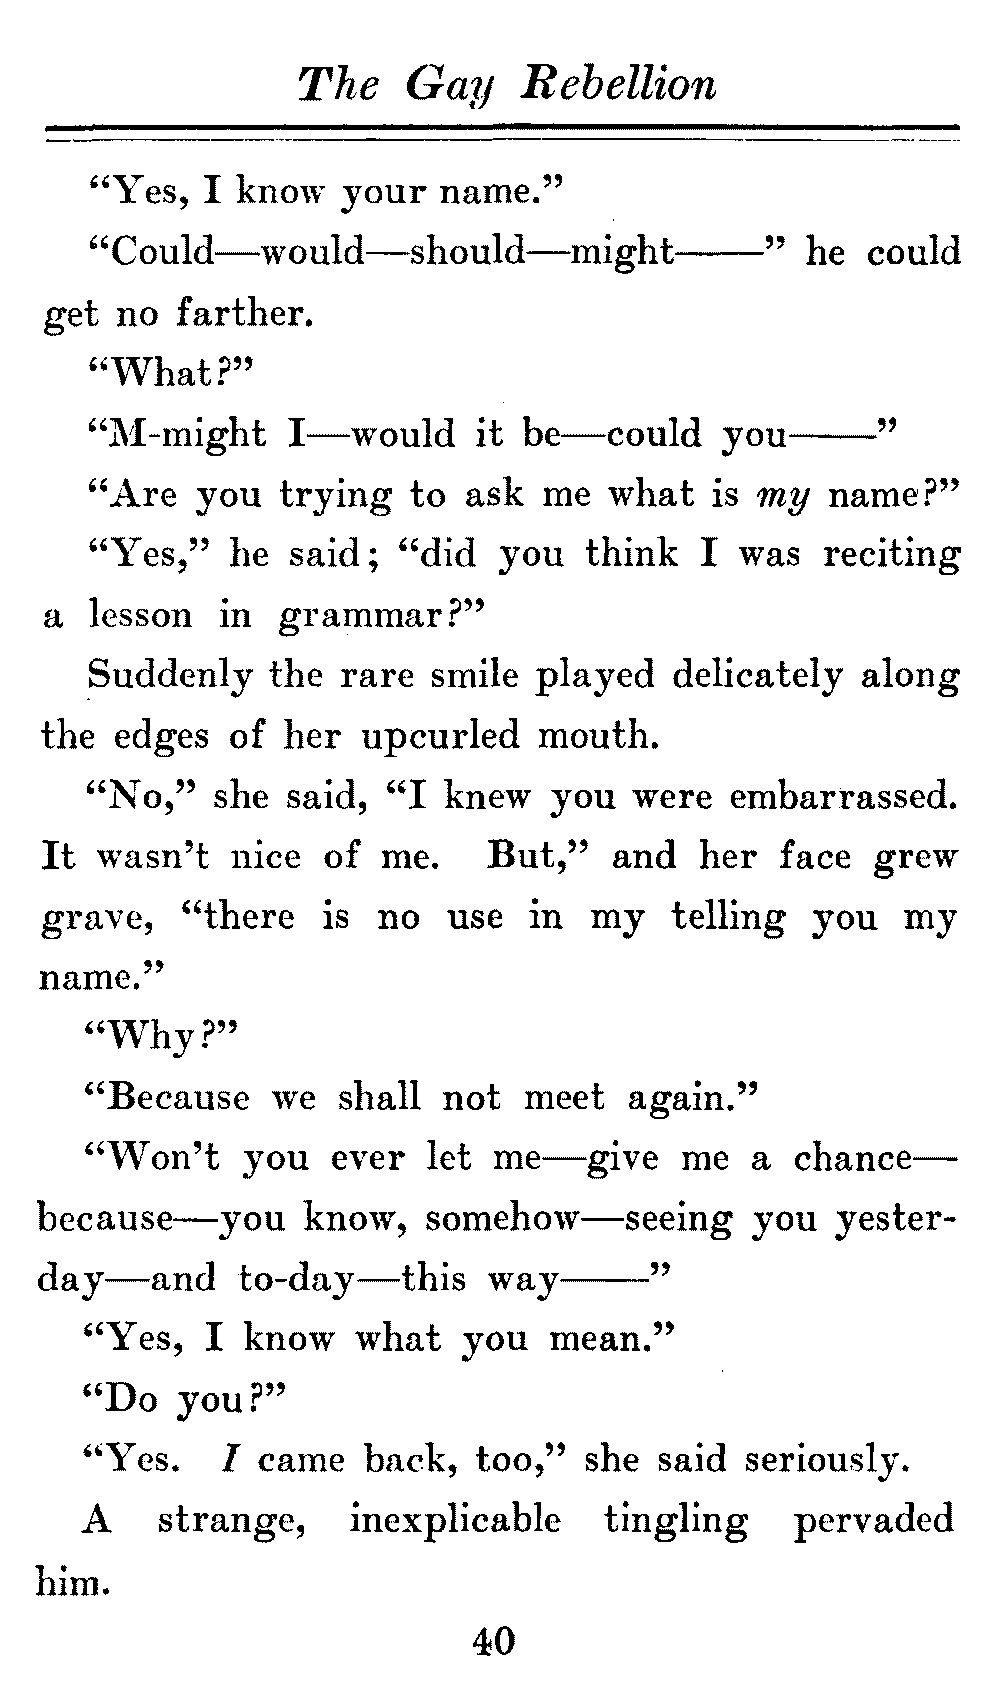 The Gay Rebellion
“Yes, I know your name.”
“Could—would—should—might——” he could
get no farther.
“What?”
“M-might I—would it be—could you——”
“Are you trying to ask me what is my name?”
“Yes,” he said; “did you think I was reciting
a lesson in grammar?”
Suddenly the rare smile played delicately along
the edges of her upcurled mouth.
“No,” she said, “I knew you were embarrassed.
It wasn’t nice of me. But,” and her face grew
grave, “there is no use in my telling you my
name.”
“Why?”
“Because we shall not meet again.”
“Won’t you ever let me—give me a chance—
because—you know, somehow—seeing you yester-
day—and to-day—this way——”
“Yes, I know what you mean.”
“Do you?”
“Yes. I came back, too,” she said seriously.
A strange, inexplicable tingling pervaded
him.
40